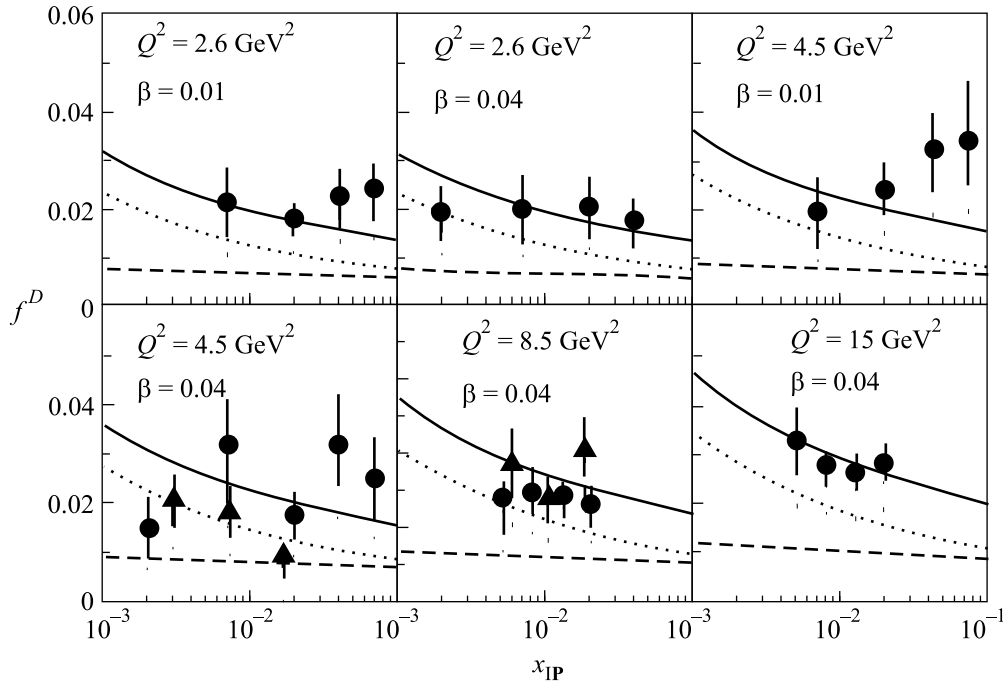 0.06
0.04
0.02
0
Q² = 2.6 GeV²
β = 0.01
Q² = 2.6 GeV²
β = 0.04
Q² = 4.5 GeV²
β = 0.01
f^D
0.04
0.02
0
Q² = 4.5 GeV²
β = 0.04
Q² = 8.5 GeV²
β = 0.04
Q² = 15 GeV²
β = 0.04
10⁻³ 10⁻² 10⁻³ 10⁻² 10⁻³ 10⁻² 10⁻¹
x_IP